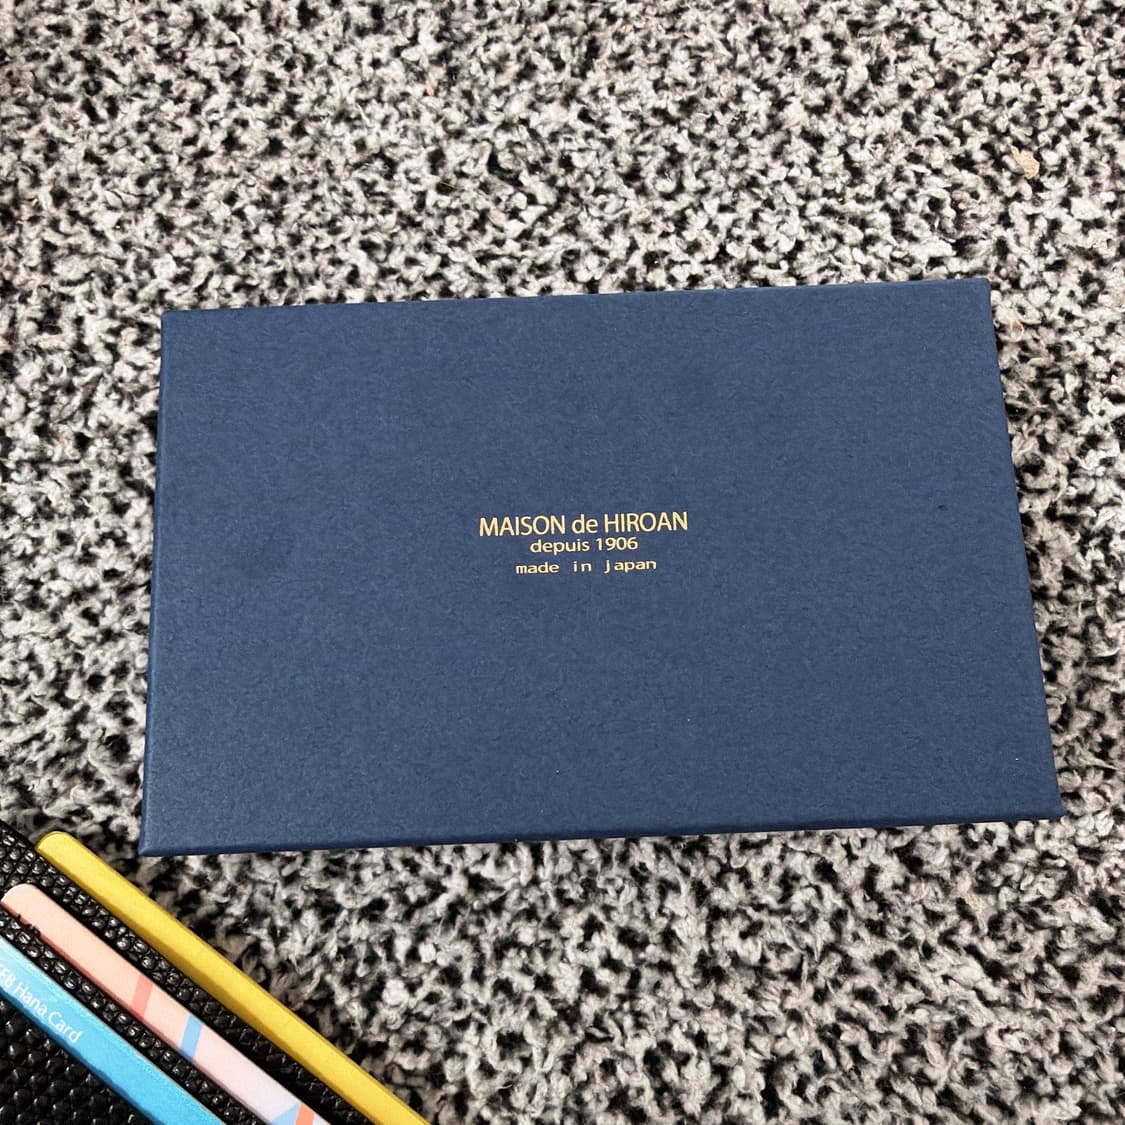 MAISON de HIROAN
depuis 1906
made in japan
Hana Card